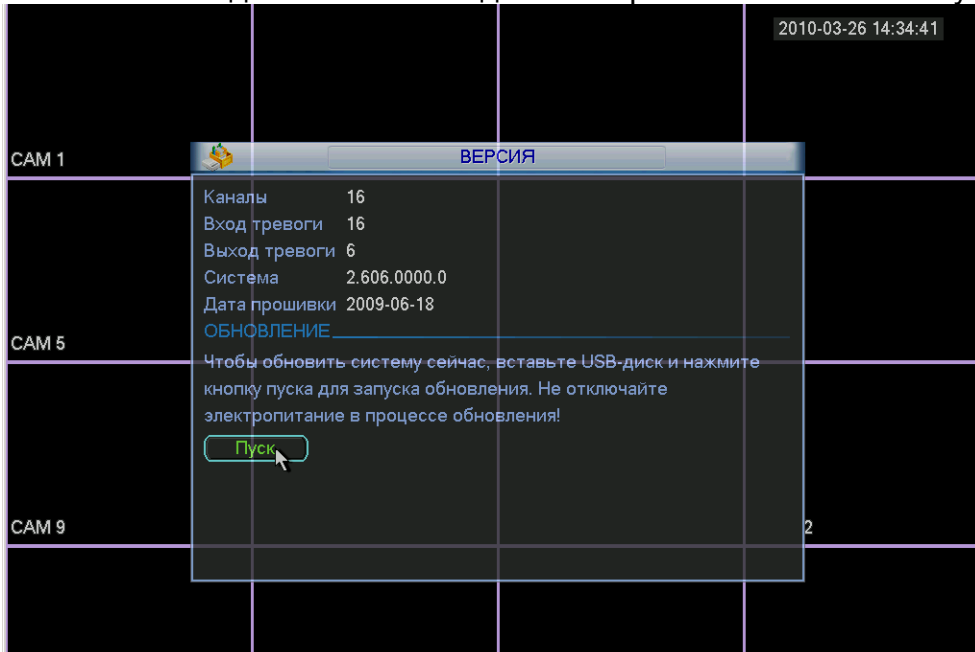 2010-03-26 14:34:41
CAM 1
ВЕРСИЯ
Каналы 16
Вход тревоги 16
Выход тревоги 6
Система 2.606.0000.0
Дата прошивки 2009-06-18
ОБНОВЛЕНИЕ
CAM 5
Чтобы обновить систему сейчас, вставьте USB-диск и нажмите
кнопку пуска для запуска обновления. Не отключайте
электропитание в процессе обновления!
Пуск
CAM 9
2